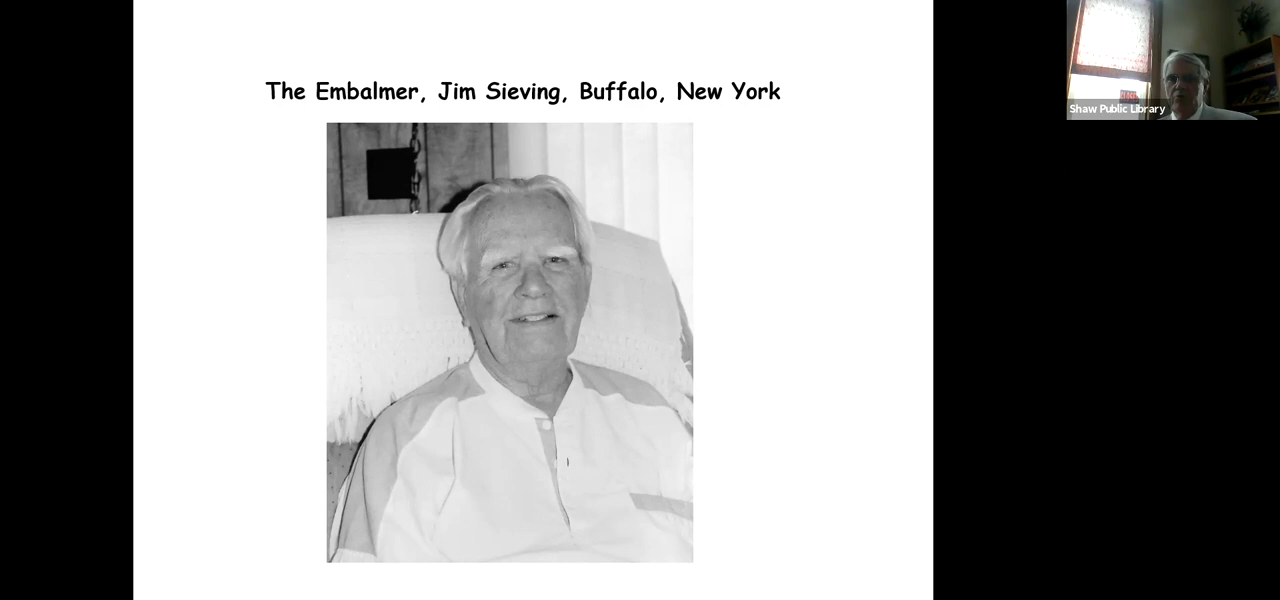 The Embalmer, Jim Sieving, Buffalo, New York
Shaw Public Library